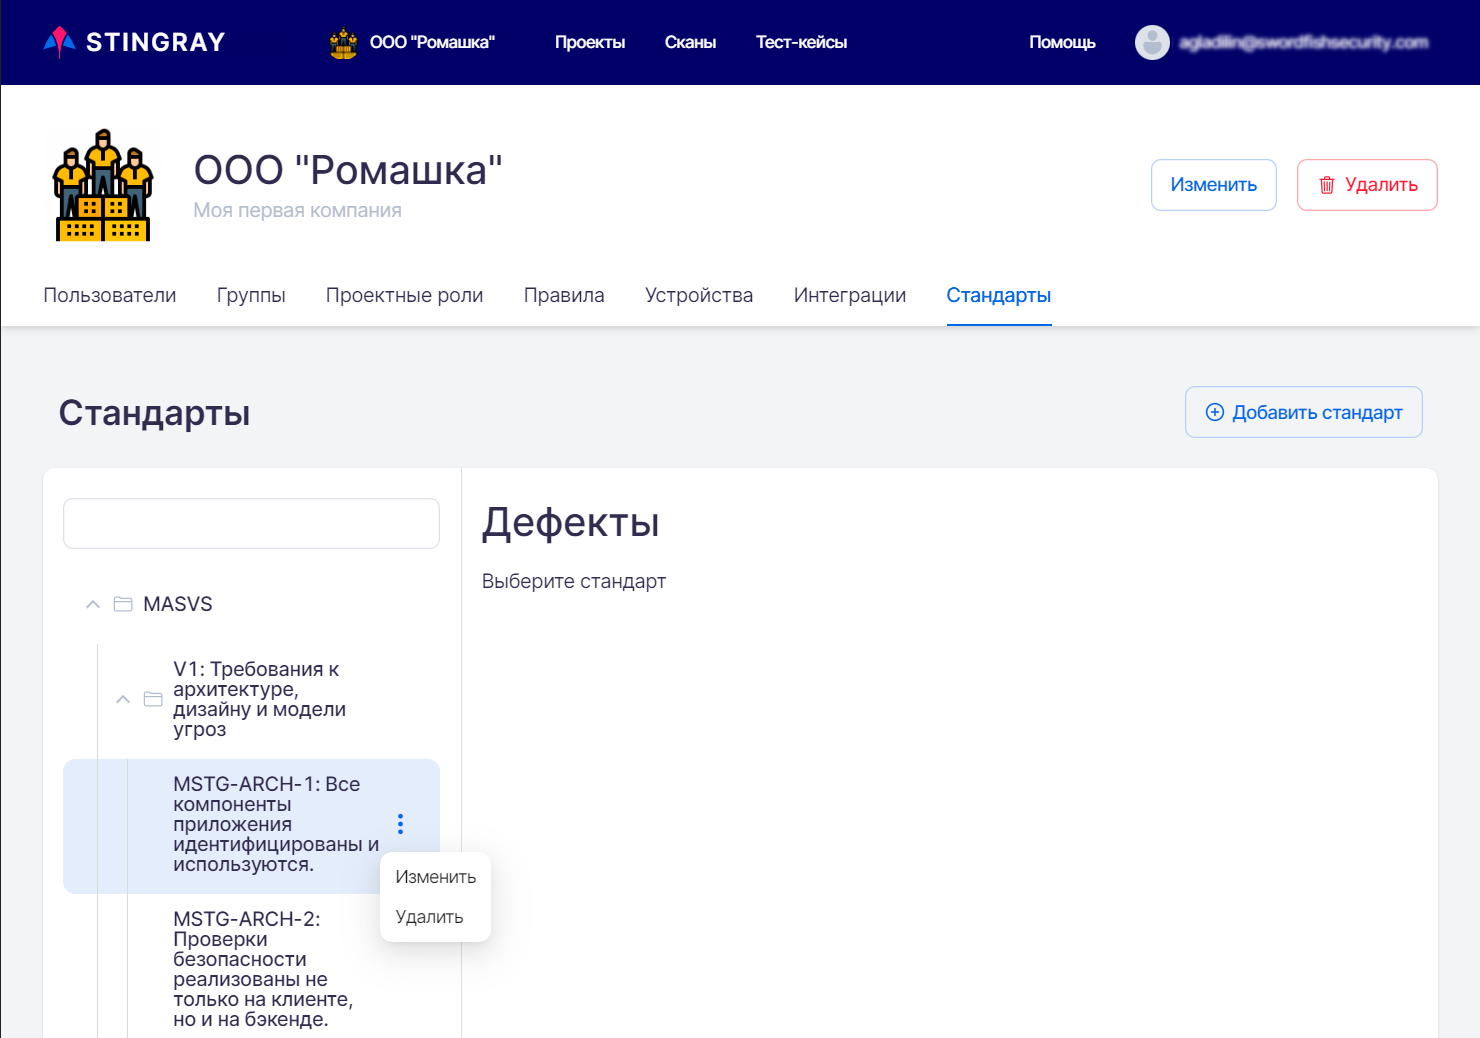 STINGRAY
ООО "Ромашка"
Проекты
Сканы
Тест-кейсы
Помощь
ООО "Ромашка"
Моя первая компания
Изменить
Удалить
Пользователи
Группы
Проектные роли
Правила
Устройства
Интеграции
Стандарты
Стандарты
Добавить стандарт
MASVS
V1: Требования к
архитектуре,
дизайну и модели
угроз
MSTG-ARCH-1: Все
компоненты
приложения
идентифицированы и
используются.
Изменить
Удалить
MSTG-ARCH-2:
Проверки
безопасности
реализованы не
только на клиенте,
но и на бэкенде.
Дефекты
Выберите стандарт